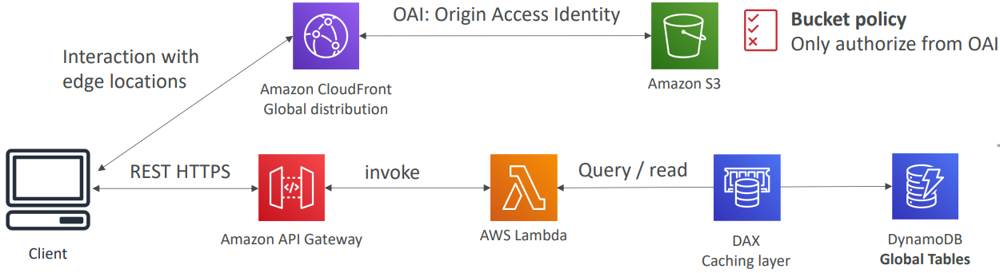 OAI: Origin Access Identity
Bucket policy
Only authorize from OAI
Interaction with
edge locations
Amazon CloudFront
Global distribution
Amazon S3
REST HTTPS
invoke
Query / read
</>
Amazon API Gateway
AWS Lambda
DAX
Caching layer
DynamoDB
Global Tables
Client